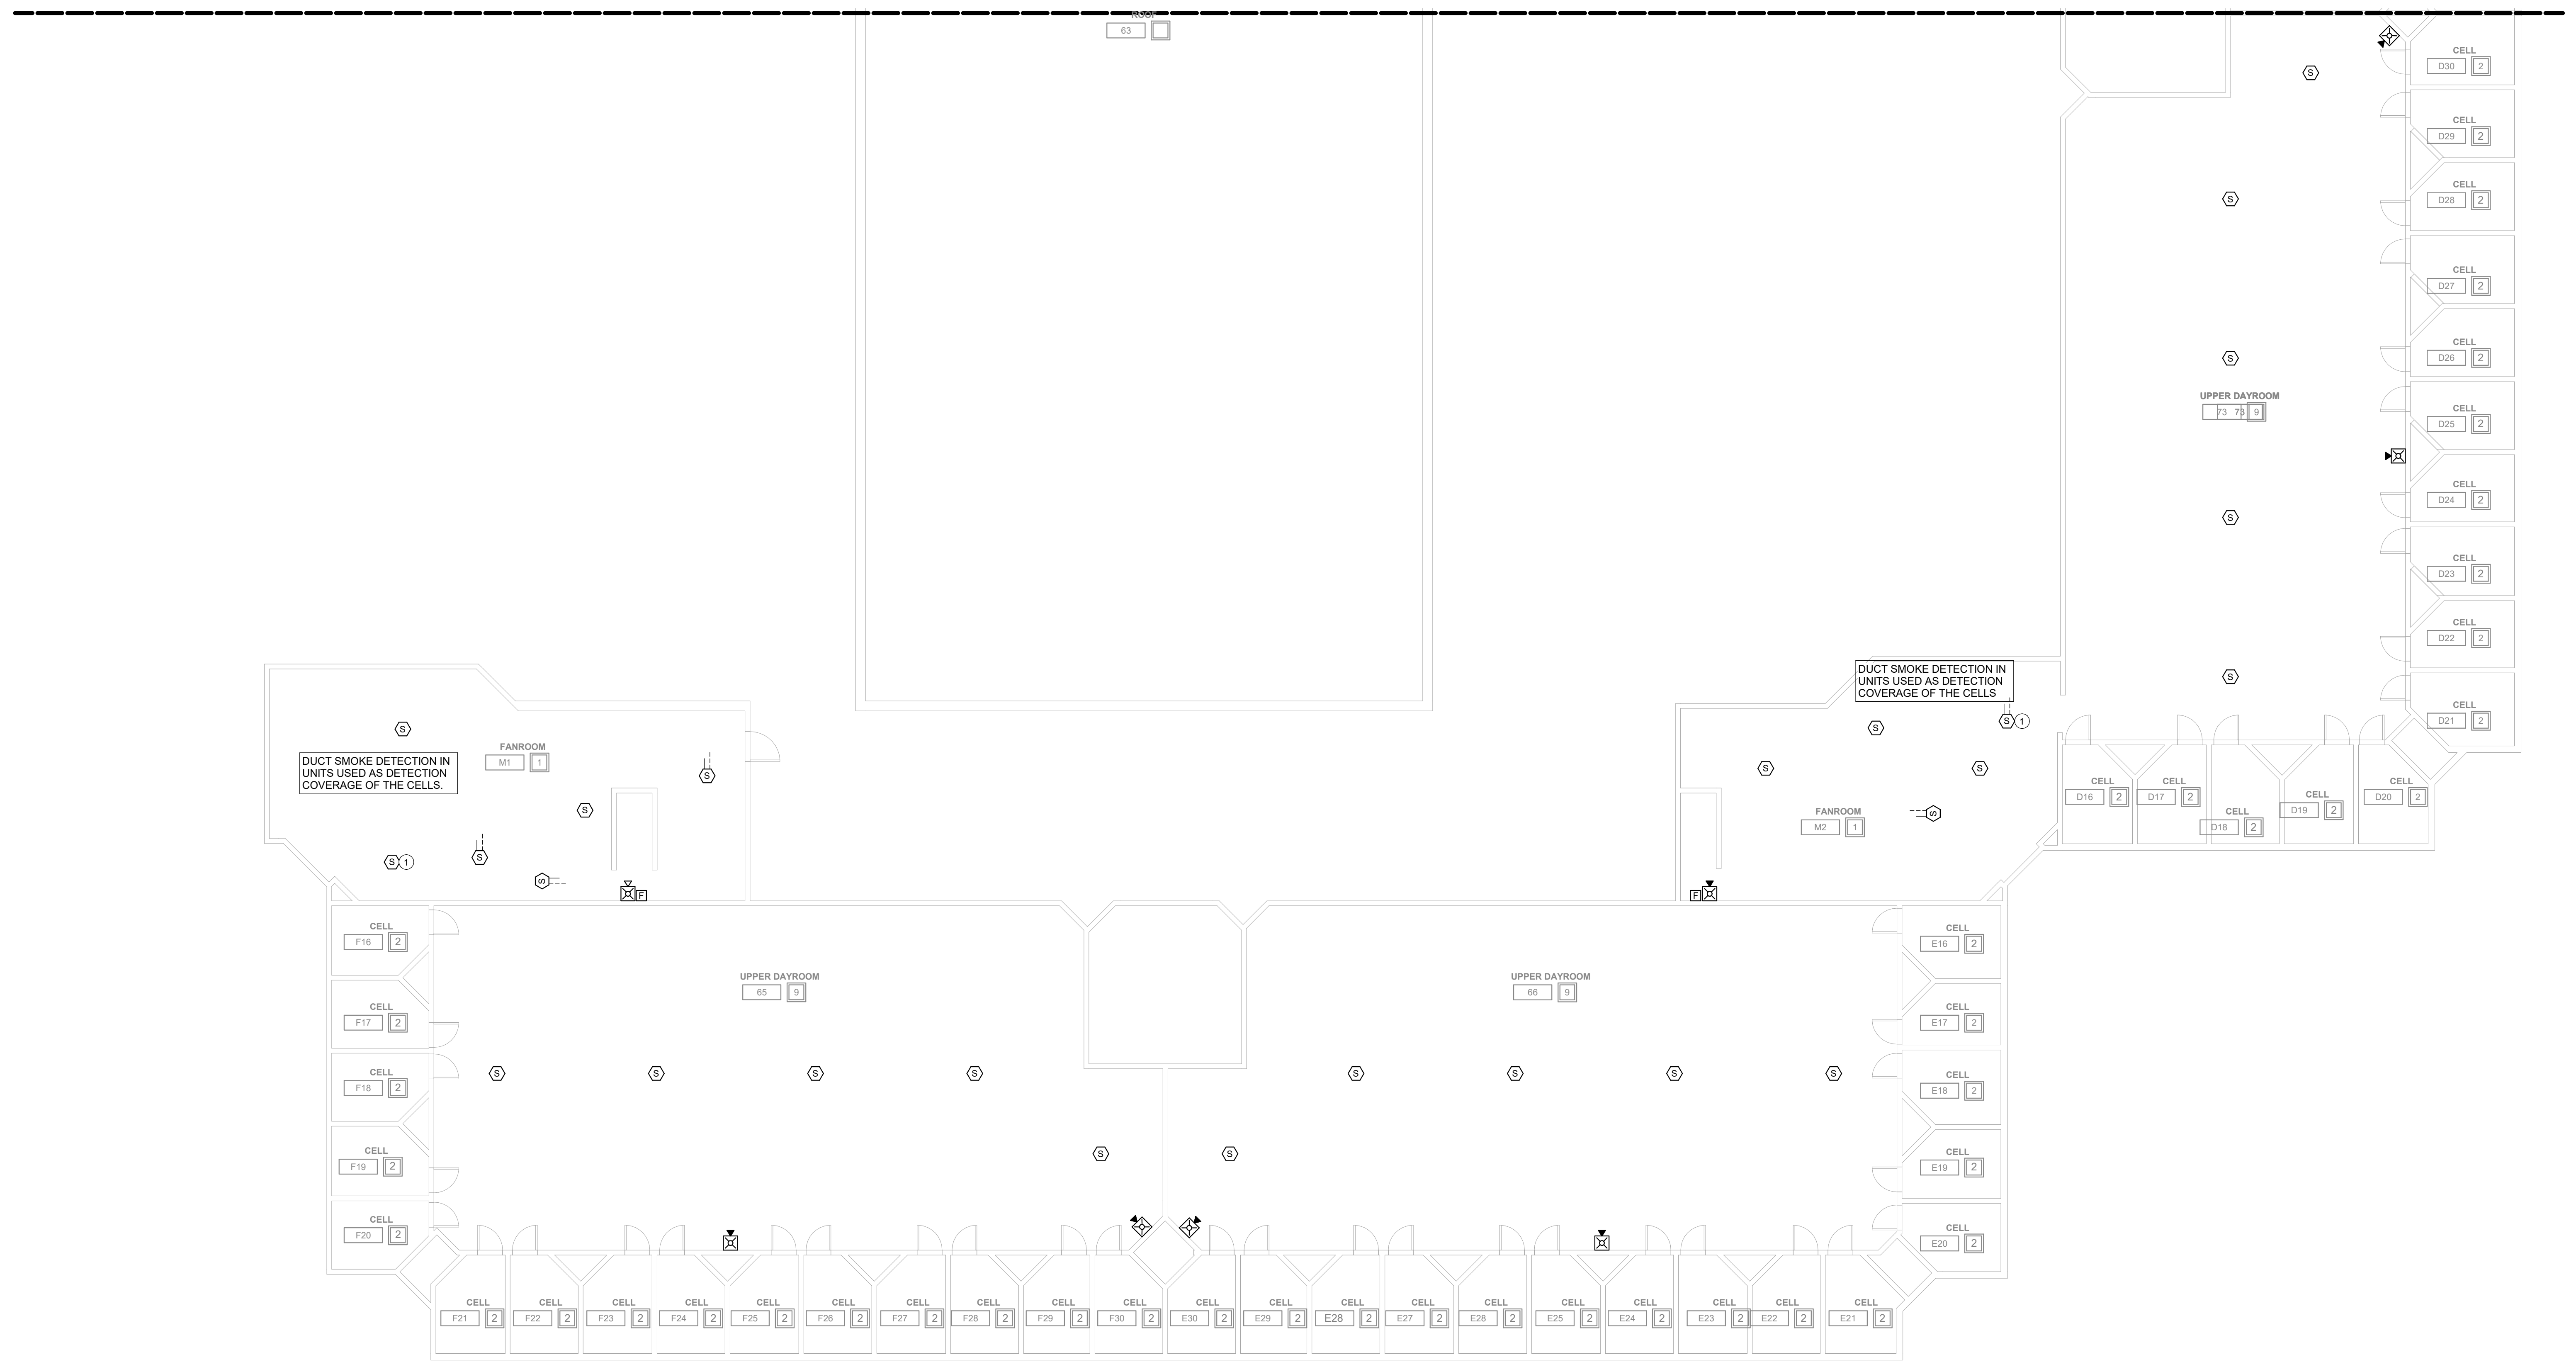 ROOF
63
CELL
D30 2
S
CELL
D29 2
CELL
D28 2
S
CELL
D27 2
CELL
D26 2
S
UPPER DAYROOM
73 73 9
CELL
D25 2
CELL
D24 2
S
CELL
D23 2
CELL
D22 2
S
CELL
D21 2
DUCT SMOKE DETECTION IN
UNITS USED AS DETECTION
COVERAGE OF THE CELLS
S 1
S
S
S
S
FANROOM
M2 1
F
CELL
D16 2
CELL
D17 2
CELL
D18 2
CELL
D19 2
CELL
D20 2
S
FANROOM
M1 1
DUCT SMOKE DETECTION IN
UNITS USED AS DETECTION
COVERAGE OF THE CELLS.
S
S
S
S 1
S
F
CELL
F16 2
CELL
F17 2
CELL
F18 2
CELL
F19 2
CELL
F20 2
UPPER DAYROOM
65 9
S S S S
S
UPPER DAYROOM
66 9
S S S S
S
CELL
E16 2
CELL
E17 2
CELL
E18 2
CELL
E19 2
CELL
E20 2
CELL
F21 2
CELL
F22 2
CELL
F23 2
CELL
F24 2
CELL
F25 2
CELL
F26 2
CELL
F27 2
CELL
F28 2
CELL
F29 2
CELL
F30 2
CELL
E30 2
CELL
E29 2
CELL
E28 2
CELL
E27 2
CELL
E28 2
CELL
E25 2
CELL
E24 2
CELL
E23 2
CELL
E22 2
CELL
E21 2